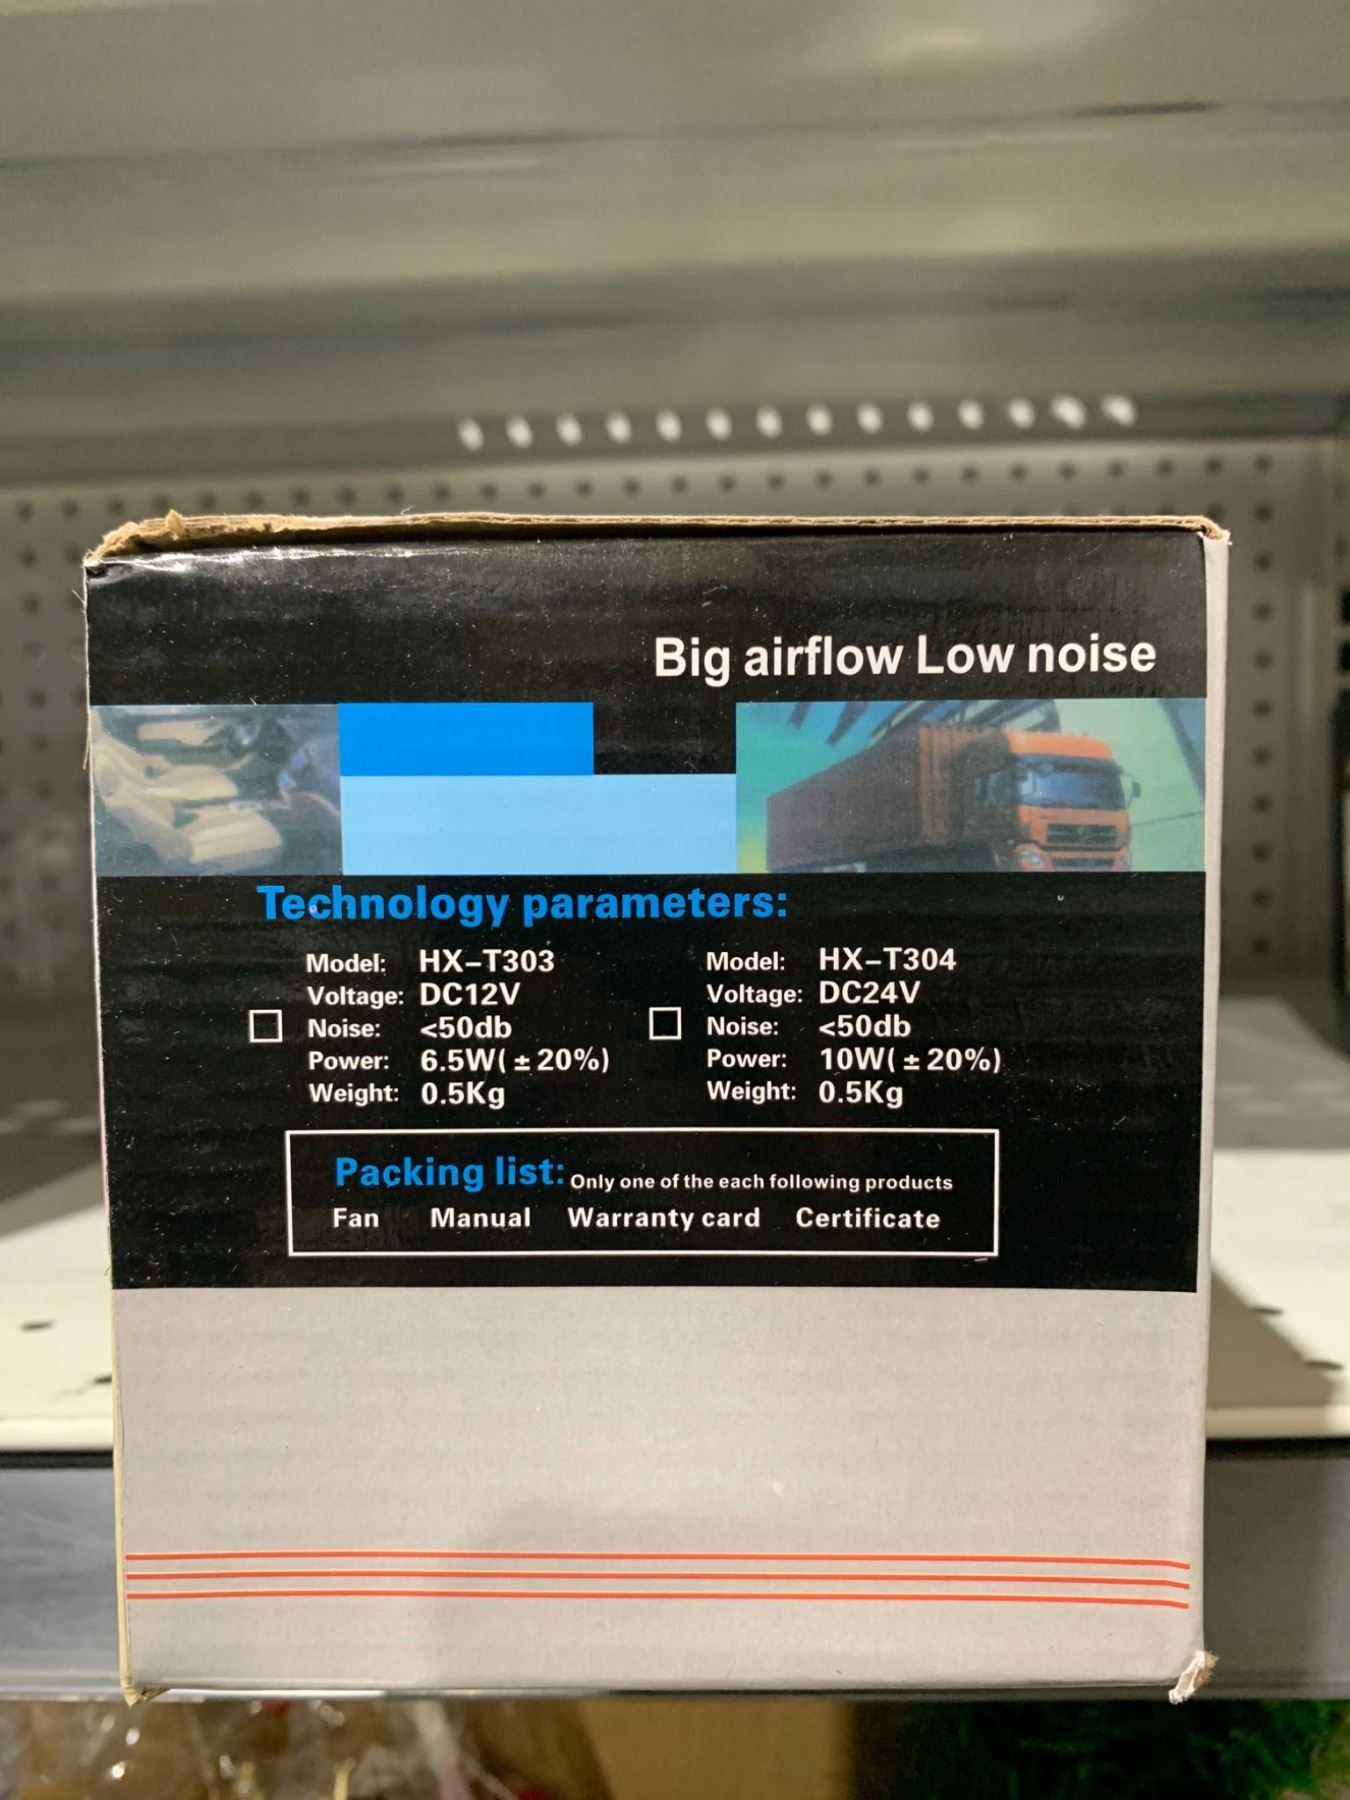 Big airflow Low noise
Technology parameters:
Model: HX-T303
Voltage: DC12V
Noise: <50db
Power: 6.5W(±20%)
Weight: 0.5Kg
Model: HX-T304
Voltage: DC24V
Noise: <50db
Power: 10W(±20%)
Weight: 0.5Kg
Packing list: Only one of the each following products
Fan Manual Warranty card Certificate